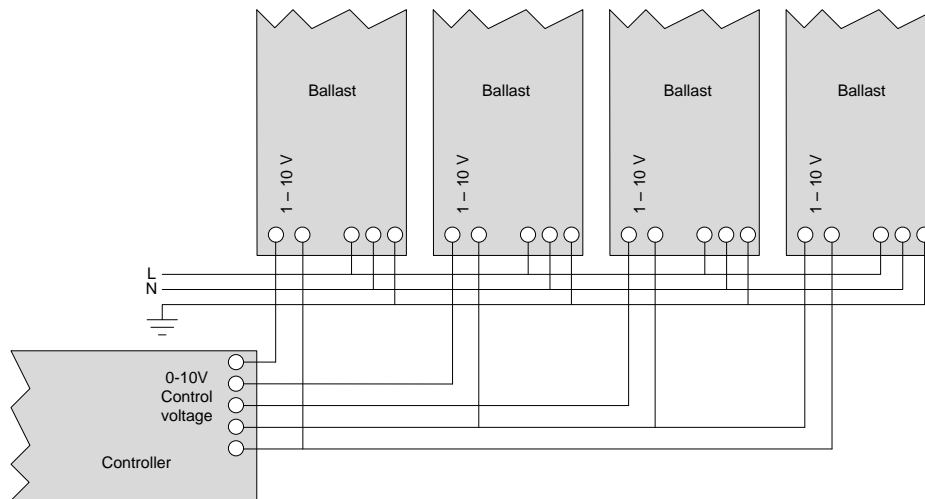 Ballast
Ballast
Ballast
Ballast
1 – 10 V
1 – 10 V
1 – 10 V
1 – 10 V
L
N
0-10V
Control
voltage
Controller